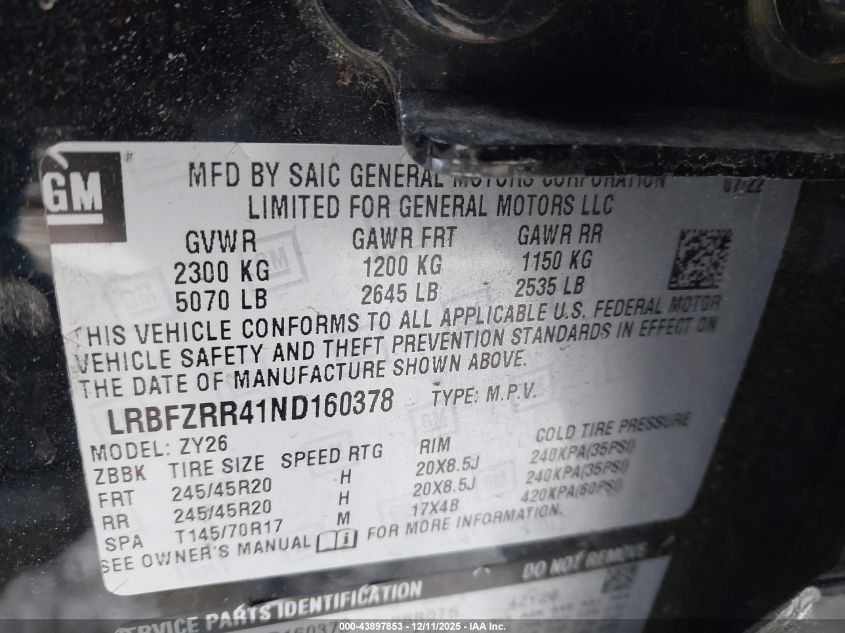 GM
MFD BY SAIC GENERAL MOTORS CORPORATION 07/22
LIMITED FOR GENERAL MOTORS LLC
GVWR GAWR FRT GAWR RR
2300 KG 1200 KG 1150 KG
5070 LB 2645 LB 2535 LB
THIS VEHICLE CONFORMS TO ALL APPLICABLE U.S. FEDERAL MOTOR
VEHICLE SAFETY AND THEFT PREVENTION STANDARDS IN EFFECT ON
THE DATE OF MANUFACTURE SHOWN ABOVE.
LRBFZRR41ND160378 TYPE: M.P.V.
MODEL: ZY26
ZBBK TIRE SIZE SPEED RTG RIM COLD TIRE PRESSURE
FRT 245/45R20 H 20X8.5J 240KPA(35PSI)
RR 245/45R20 H 20X8.5J 240KPA(35PSI)
SPA T145/70R17 M 17X4B 420KPA(60PSI)
SEE OWNER'S MANUAL i FOR MORE INFORMATION.
SERVICE PARTS IDENTIFICATION DO NOT REMOVE
4ZY26
000-43897853 - 12/11/2025 - IAA Inc.